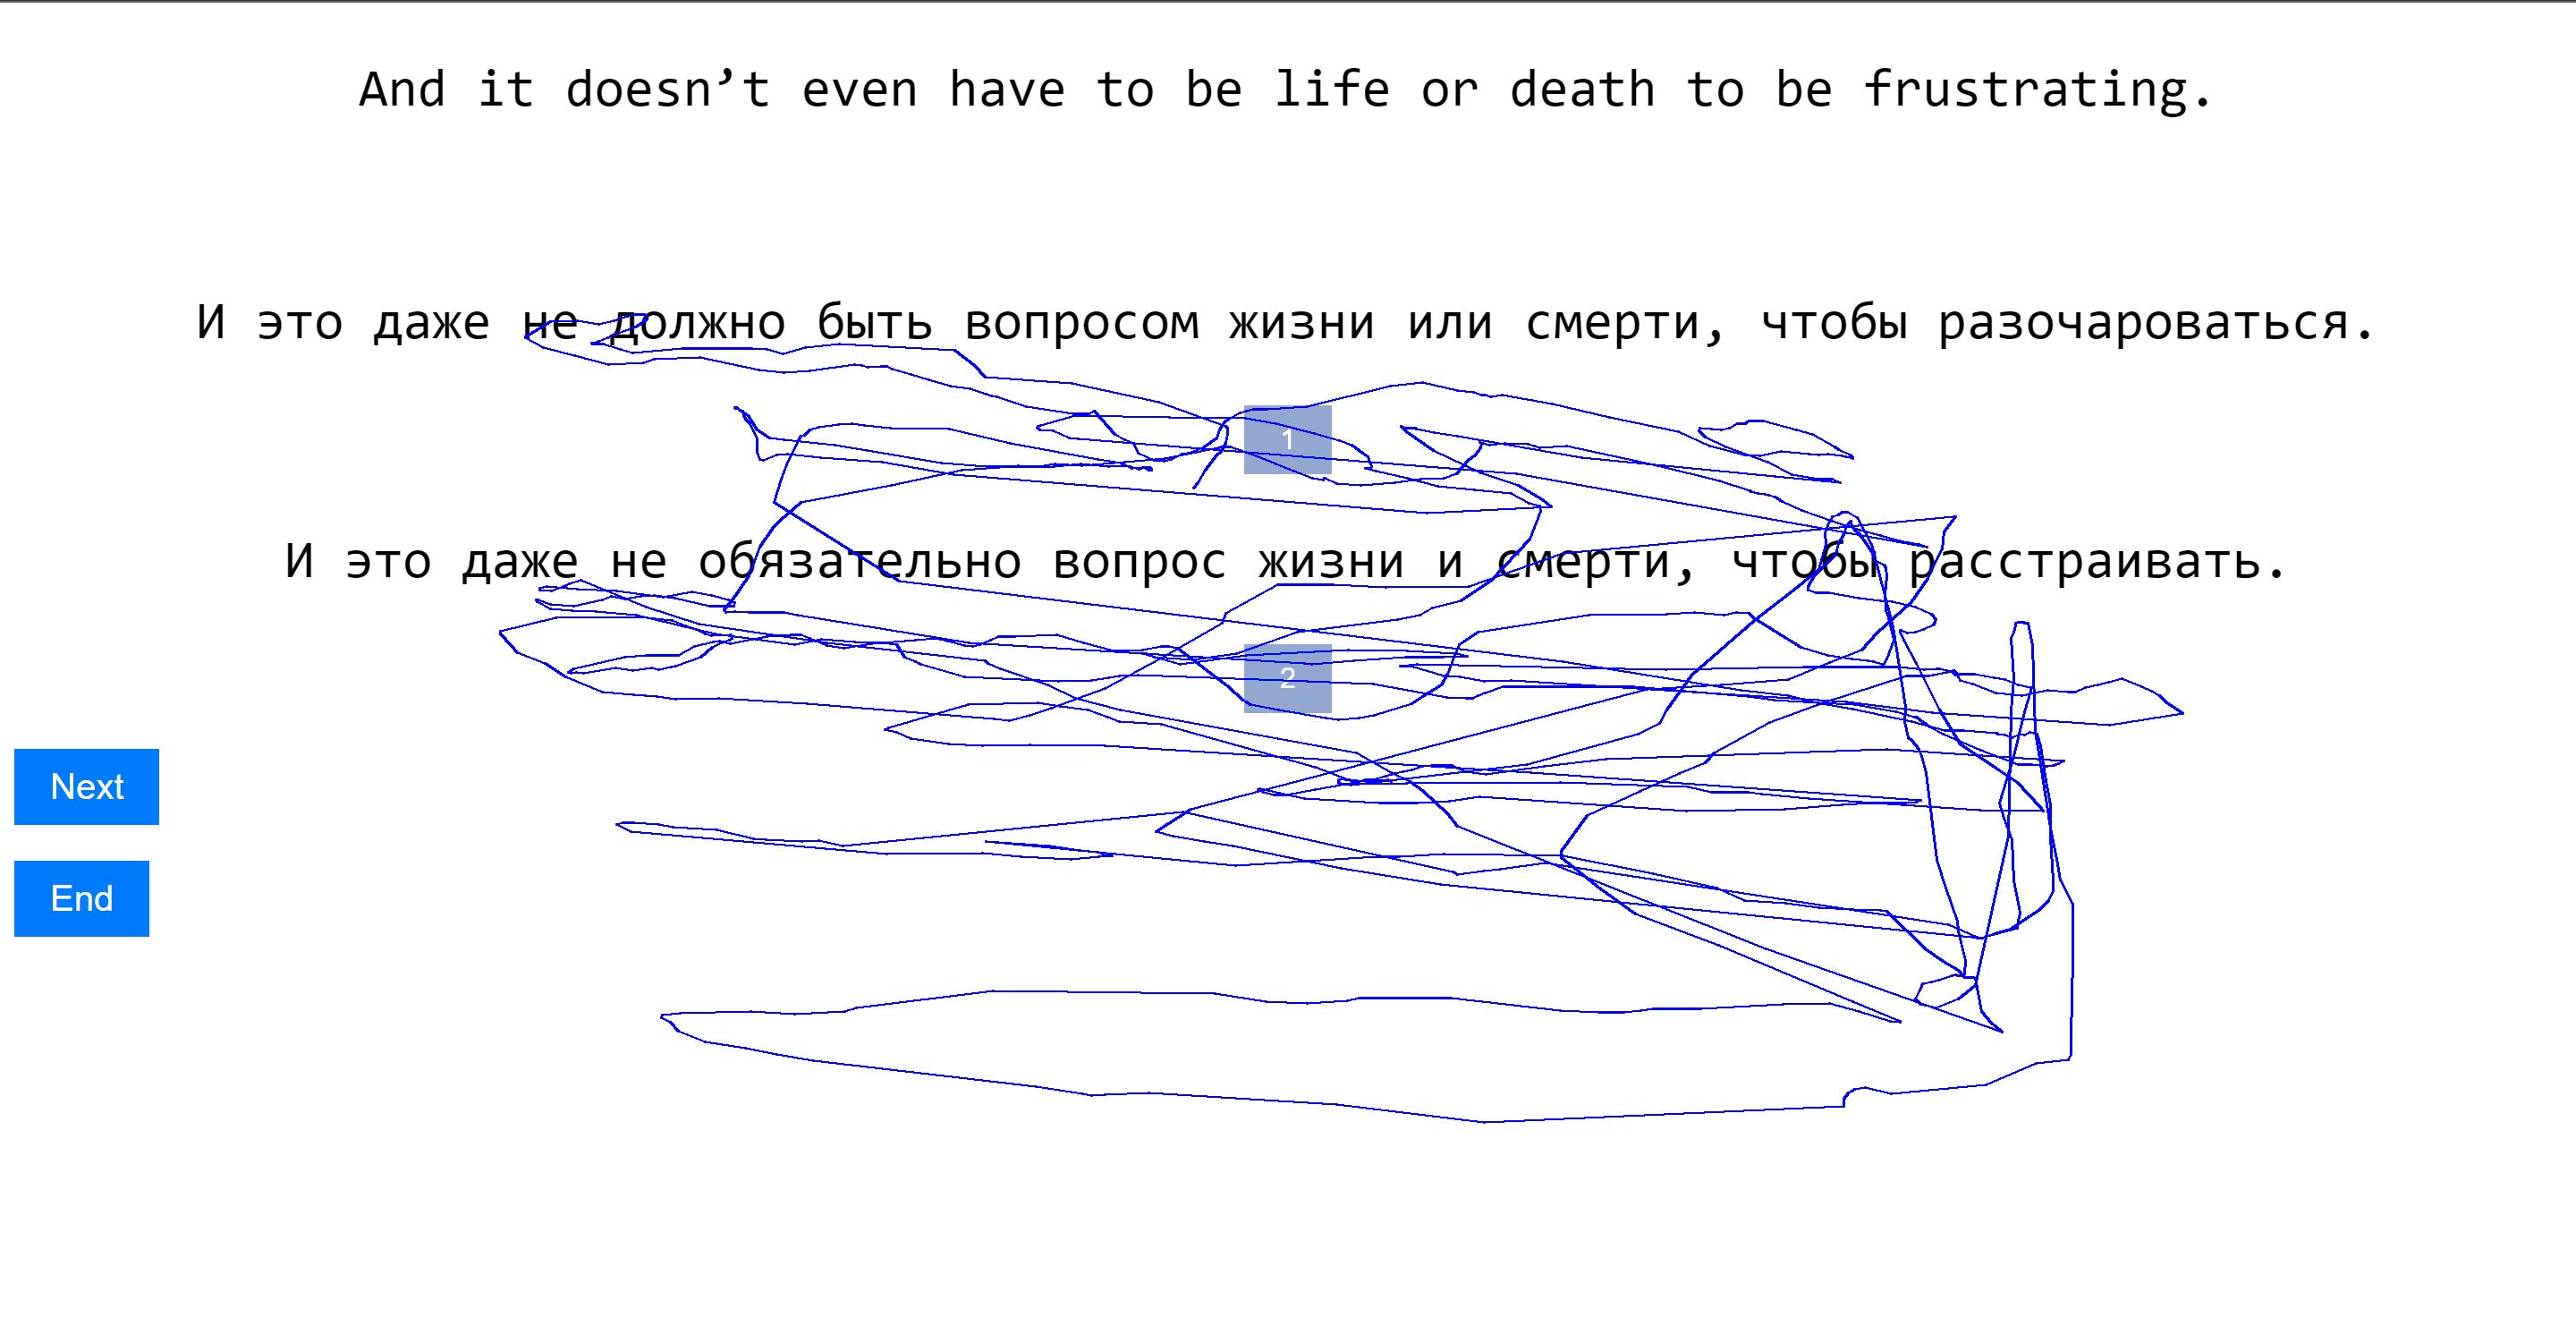 And it doesn’t even have to be life or death to be frustrating.
И это даже не должно быть вопросом жизни или смерти, чтобы разочароваться.
1
И это даже не обязательно вопрос жизни и смерти, чтобы расстраивать.
2
Next
End